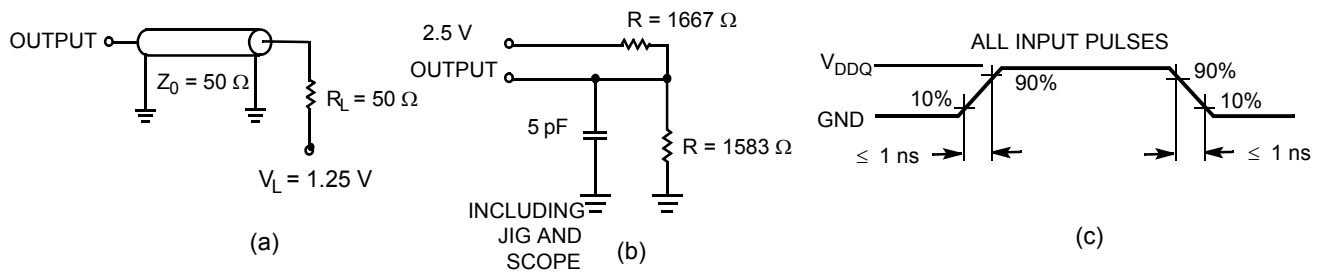 OUTPUT
Z0 = 50 Ω
RL = 50 Ω
VL = 1.25 V
(a)
R = 1667 Ω
2.5 V
OUTPUT
5 pF
R = 1583 Ω
INCLUDING
JIG AND
SCOPE
(b)
ALL INPUT PULSES
VDDQ
GND
10%
90%
90%
10%
≤ 1 ns
≤ 1 ns
(c)